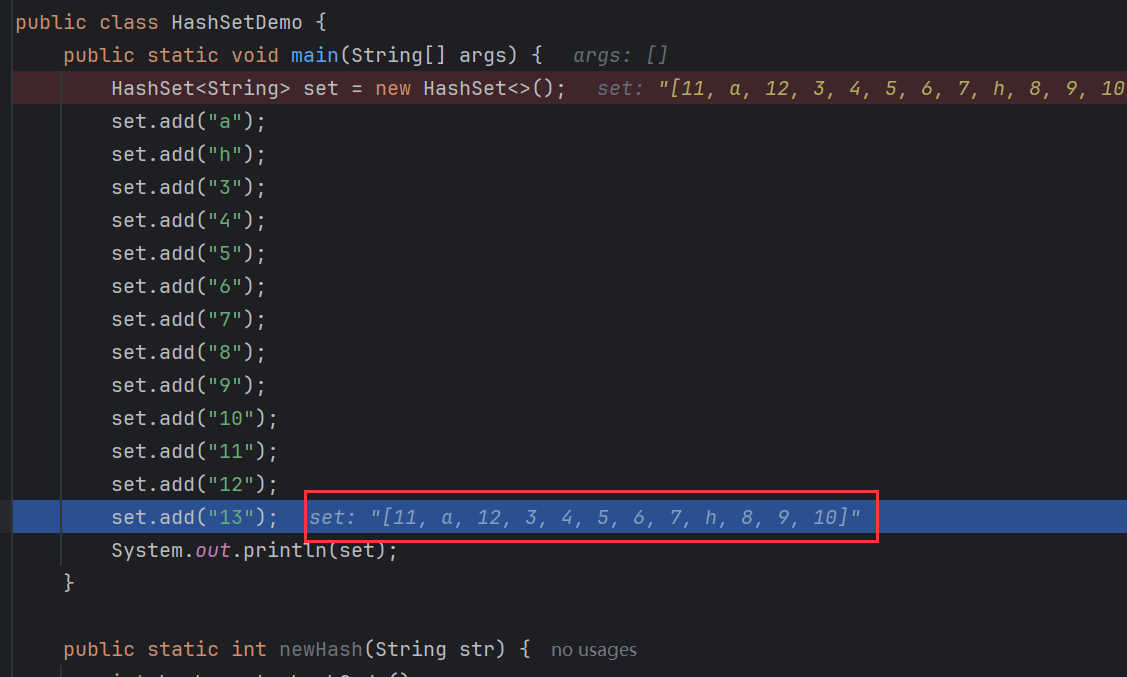 public class HashSetDemo {
public static void main(String[] args) {  args: []
HashSet<String> set = new HashSet<>();  set: "[11, a, 12, 3, 4, 5, 6, 7, h, 8, 9, 10
set.add("a");
set.add("h");
set.add("3");
set.add("4");
set.add("5");
set.add("6");
set.add("7");
set.add("8");
set.add("9");
set.add("10");
set.add("11");
set.add("12");
set.add("13");  set: "[11, a, 12, 3, 4, 5, 6, 7, h, 8, 9, 10]"
System.out.println(set);
}
public static int newHash(String str) {  no usages